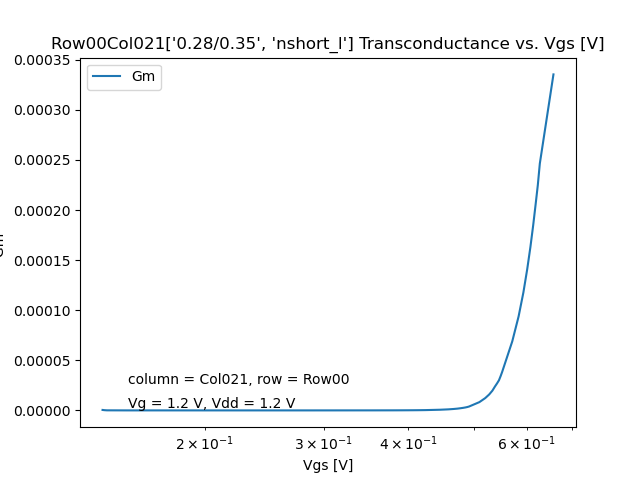 Row00Col021['0.28/0.35', 'nshort_l'] Transconductance vs. Vgs [V]
Gm
0.00035
0.00030
0.00025
0.00020
0.00015
0.00010
0.00005
0.00000
column = Col021, row = Row00
Vg = 1.2 V, Vdd = 1.2 V
2 × 10⁻¹ 3 × 10⁻¹ 4 × 10⁻¹ 6 × 10⁻¹
Vgs [V]